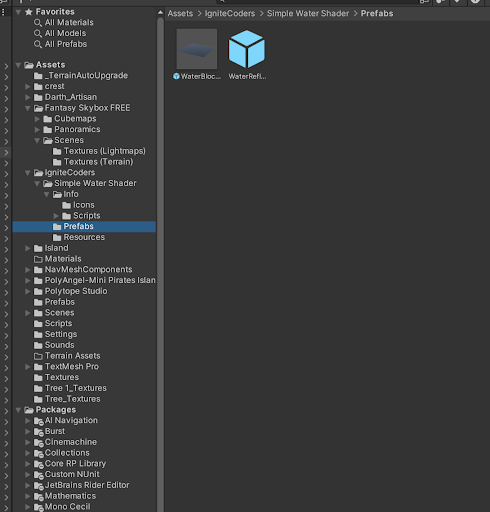 Favorites
All Materials
All Models
All Prefabs
Assets
_TerrainAutoUpgrade
crest
Darth_Artisan
Fantasy Skybox FREE
Cubemaps
Panoramics
Scenes
Textures (Lightmaps)
Textures (Terrain)
IgniteCoders
Simple Water Shader
Info
Icons
Scripts
Prefabs
Resources
Island
Materials
NavMeshComponents
PolyAngel-Mini Pirates Islan
Polytope Studio
Prefabs
Scenes
Scripts
Settings
Sounds
Terrain Assets
TextMesh Pro
Textures
Tree 1_Textures
Tree_Textures
Packages
AI Navigation
Burst
Cinemachine
Collections
Core RP Library
Custom NUnit
JetBrains Rider Editor
Mathematics
Mono Cecil
Assets > IgniteCoders > Simple Water Shader > Prefabs
WaterBloc... WaterRefl...